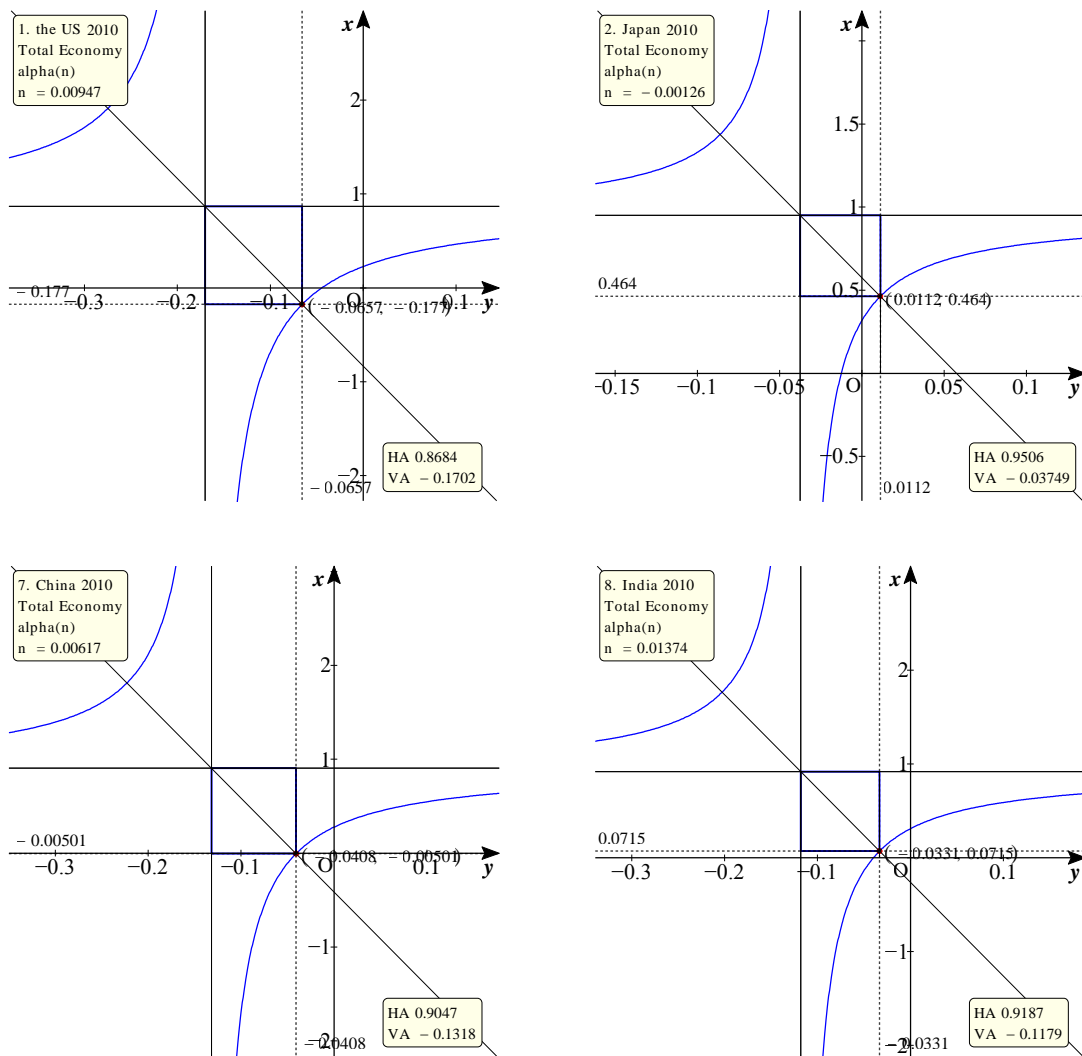 1. the US 2010
Total Economy
alpha(n)
n = 0.00947
x
2
1
− 0.177
−0.3
−0.2
−0.1
O
0.1
y
( − 0.0657, − 0.177)
−1
−2
− 0.0657
HA 0.8684
VA − 0.1702
2. Japan 2010
Total Economy
alpha(n)
n = − 0.00126
x
1.5
1
0.464
0.5
(0.0112, 0.464)
−0.15
−0.1
−0.05
O
0.05
0.1
y
−0.5
0.0112
HA 0.9506
VA − 0.03749
7. China 2010
Total Economy
alpha(n)
n = 0.00617
x
2
1
− 0.00501
−0.3
−0.2
−0.1
O
0.1
y
( − 0.0408, − 0.00501)
−1
−2
− 0.0408
HA 0.9047
VA − 0.1318
8. India 2010
Total Economy
alpha(n)
n = 0.01374
x
2
1
0.0715
−0.3
−0.2
−0.1
O
0.1
y
( − 0.0331, 0.0715)
−1
−2
− 0.0331
HA 0.9187
VA − 0.1179